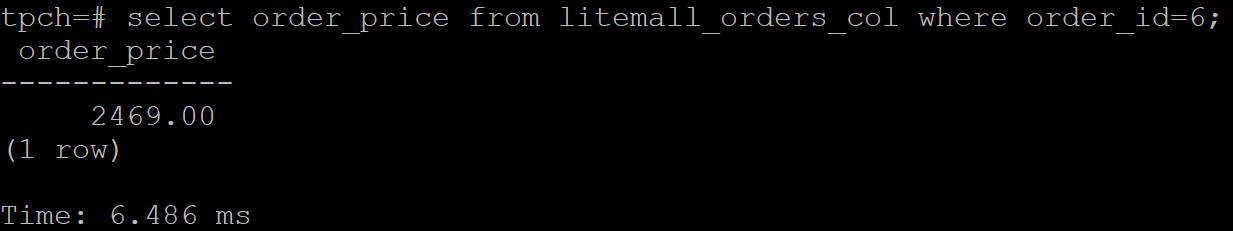 tpch=# select order_price from litemall_orders_col where order_id=6;
 order_price
-------------
     2469.00
(1 row)

Time: 6.486 ms